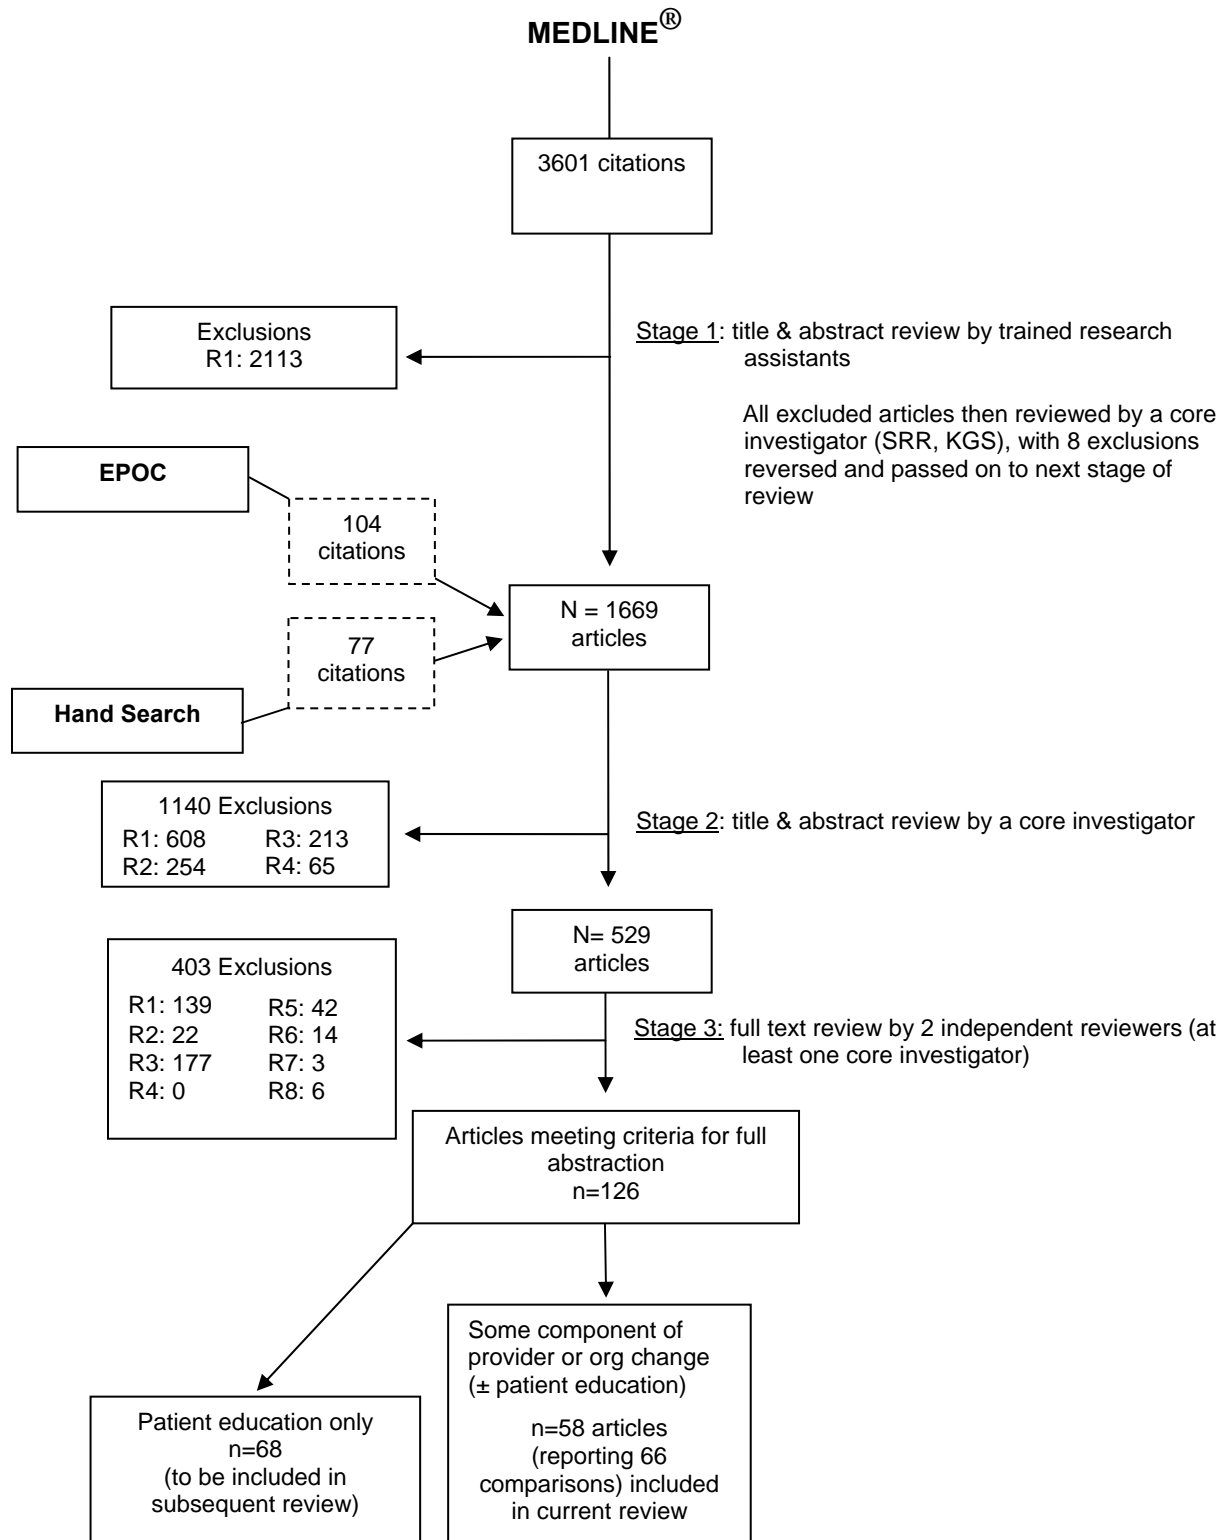 MEDLINE®
3601 citations
Exclusions
R1: 2113
Stage 1: title & abstract review by trained research
assistants
All excluded articles then reviewed by a core
investigator (SRR, KGS), with 8 exclusions
reversed and passed on to next stage of
review
EPOC
104
citations
N = 1669
articles
77
citations
Hand Search
1140 Exclusions
R1: 608 R3: 213
R2: 254 R4: 65
Stage 2: title & abstract review by a core investigator
N= 529
articles
403 Exclusions
R1: 139 R5: 42
R2: 22 R6: 14
R3: 177 R7: 3
R4: 0 R8: 6
Stage 3: full text review by 2 independent reviewers (at
least one core investigator)
Articles meeting criteria for full
abstraction
n=126
Some component of
provider or org change
(± patient education)
n=58 articles
(reporting 66
comparisons) included
in current review
Patient education only
n=68
(to be included in
subsequent review)